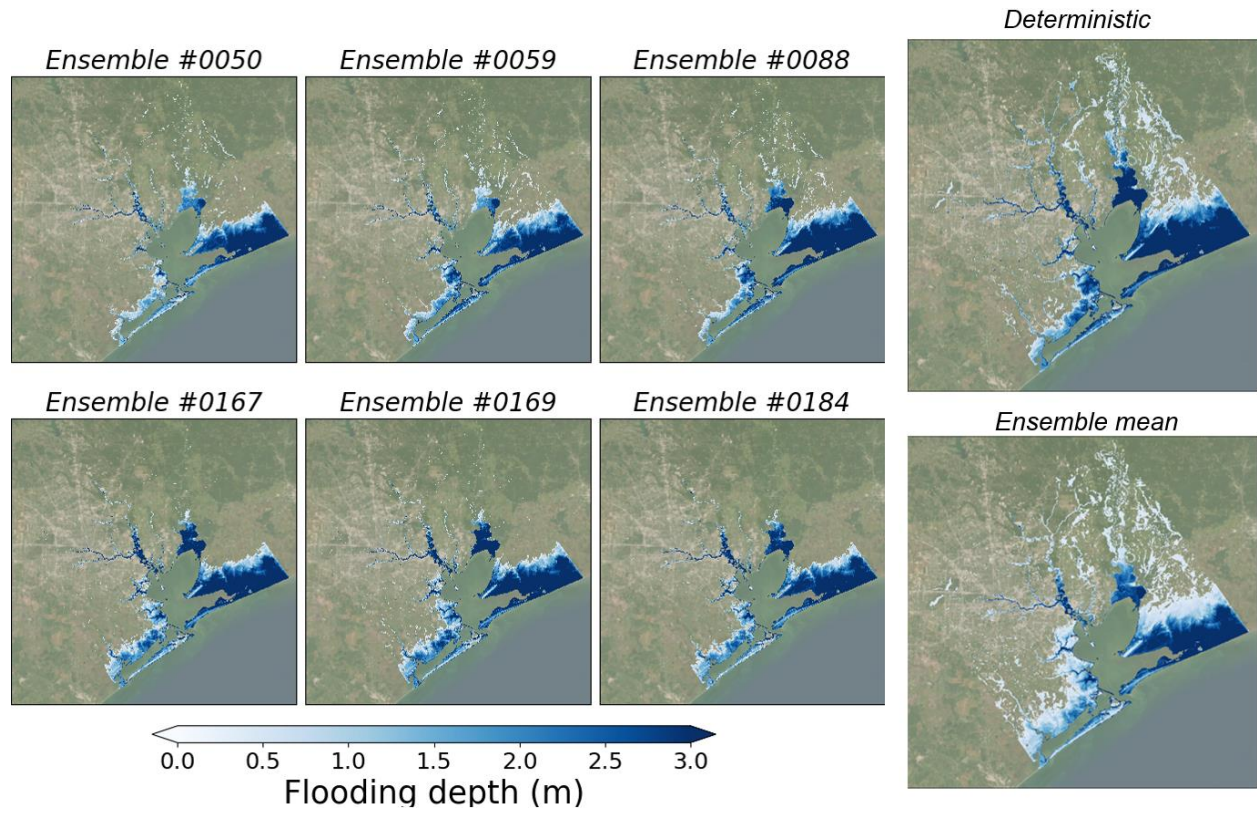 Deterministic
Ensemble #0050 Ensemble #0059 Ensemble #0088
Ensemble #0167 Ensemble #0169 Ensemble #0184
Ensemble mean
0.0 0.5 1.0 1.5 2.0 2.5 3.0
Flooding depth (m)